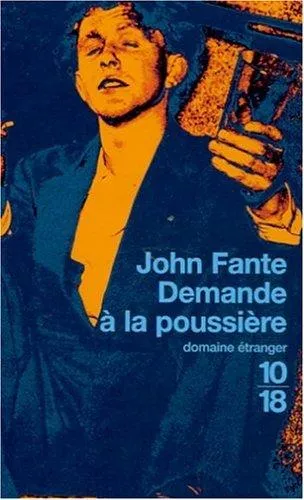 John Fante
Demande
à la poussière
domaine étranger
10
18